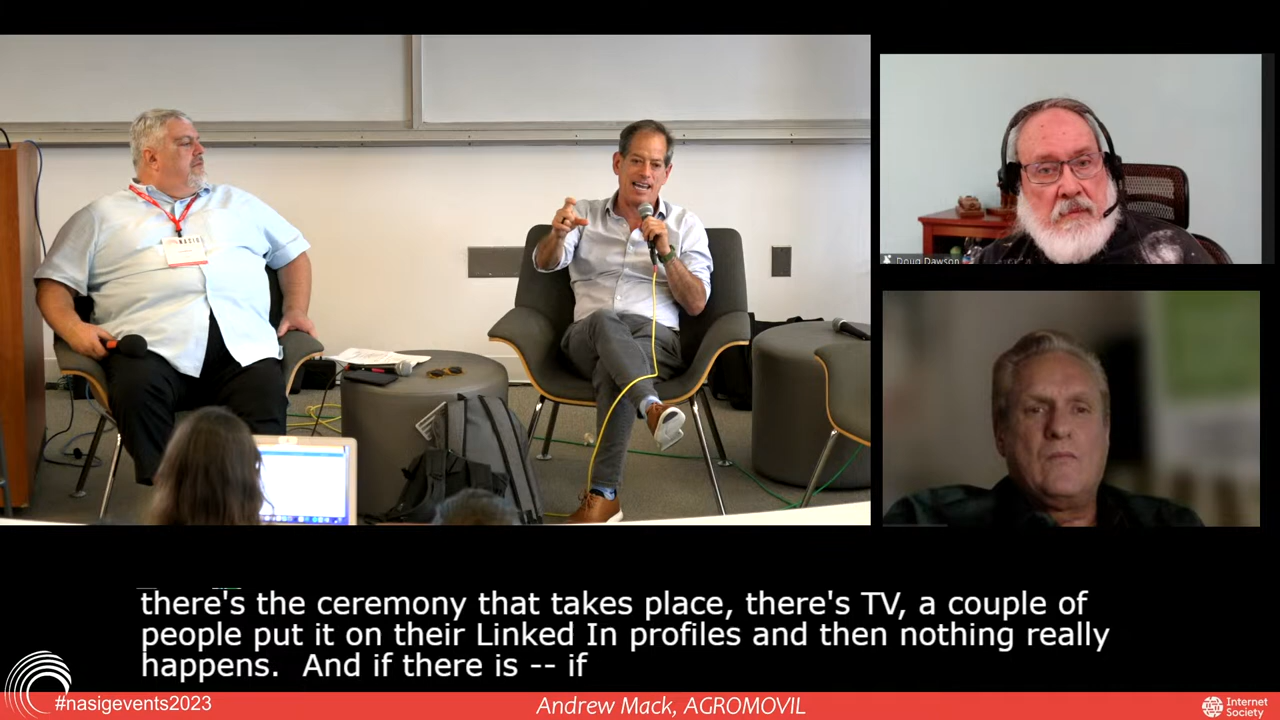 NASIG
Doug Dawson
there's the ceremony that takes place, there's TV, a couple of
people put it on their Linked In profiles and then nothing really
happens.  And if there is -- if
#nasigevents2023
Andrew Mack, AGROMOVIL
Internet
Society